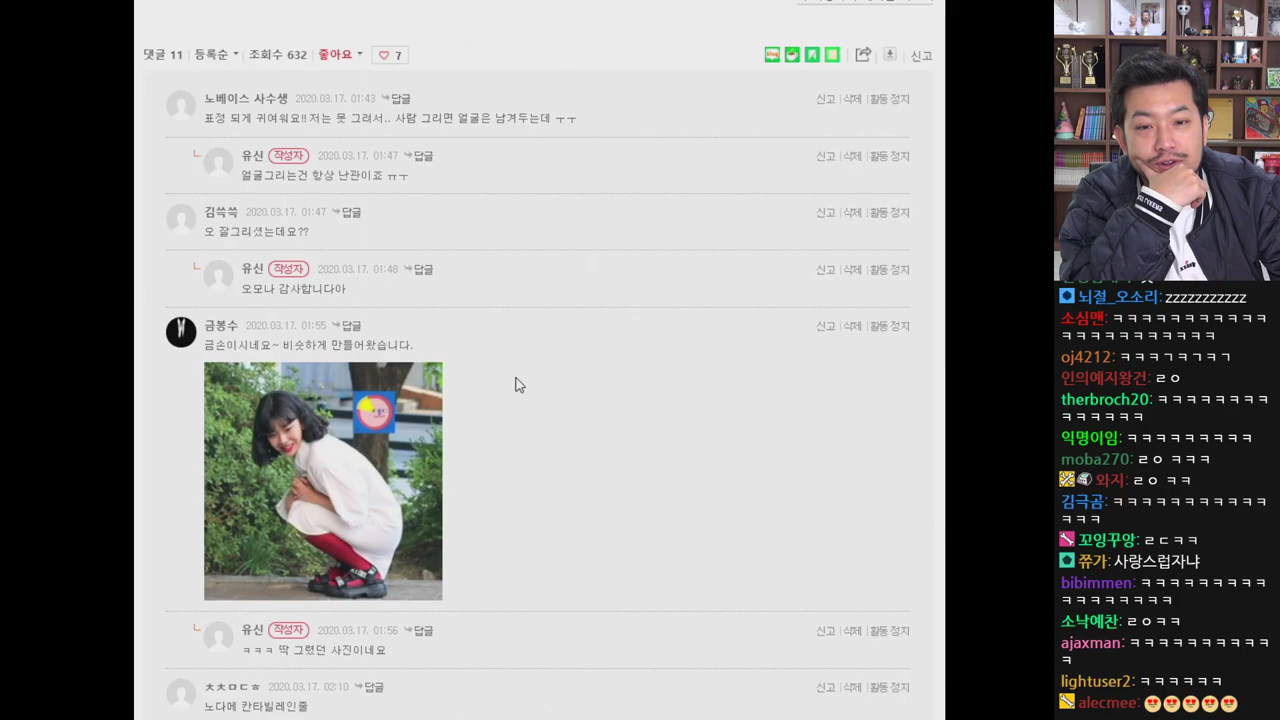 댓글 11 등록순 조회수 632 좋아요 7 신고
노베이스 사수생 2020.03.17. 01:43 답글 신고 | 삭제 | 활동정지
표정 되게 귀여워요!! 저는 못 그려서.. 사람 그리면 얼굴은 남겨두는데 ㅜㅜ
유신 작성자 2020.03.17. 01:47 답글 신고 | 삭제 | 활동정지
얼굴그리는건 항상 난관이죠 ㅠㅜ
김쓱쓱 2020.03.17. 01:47 답글 신고 | 삭제 | 활동정지
오 잘그리셨는데요??
유신 작성자 2020.03.17. 01:48 답글 신고 | 삭제 | 활동정지
오모나 감사합니다아
금봉수 2020.03.17. 01:55 답글 신고 | 삭제 | 활동정지
금손이시네요~ 비슷하게 만들어왔습니다.
유신 작성자 2020.03.17. 01:56 답글 신고 | 삭제 | 활동정지
ㅋㅋㅋ 딱 그렸던 사진이네요
ㅊㅊㅁㄷㅎ 2020.03.17. 02:10 답글 신고 | 삭제 | 활동정지
노다메 칸타빌레인줄
뇌절_오소리: zzzzzzzzzzz
소심맨: ㅋㅋㅋㅋㅋㅋㅋㅋㅋㅋㅋ
ㅋㅋㅋㅋㅋㅋㅋㅋㅋㅋㅋ
oj4212: ㅋㅋㅋㄱㅋㄱㅋㄱ
인의예지왕건: ㄹㅇ
therbroch20: ㅋㅋㅋㅋㅋㅋㅋㅋ
ㅋㅋㅋㅋㅋㅋ
익명이임: ㅋㅋㅋㅋㅋㅋㅋㅋㅋ
moba270: ㄹㅇ ㅋㅋㅋ
와지: ㄹㅇ ㅋㅋ
김극곰: ㅋㅋㅋㅋㅋㅋㅋㅋㅋㅋㅋ
ㅋㅋㅋ
꼬잉꾸앙: ㄹㄷㅋㅋ
쮸가: 사랑스럽자냐
bibimmen: ㅋㅋㅋㅋㅋㅋㅋㅋㅋ
ㅋㅋㅋㅋㅋㅋㅋㅋ
소낙예찬: ㄹㅇㅋㅋ
ajaxman: ㅋㅋㅋㅋㅋㅋㅋㅋㅋㅋ
ㅋ
lightuser2: ㅋㅋㅋㅋㅋㅋ
alecmee: